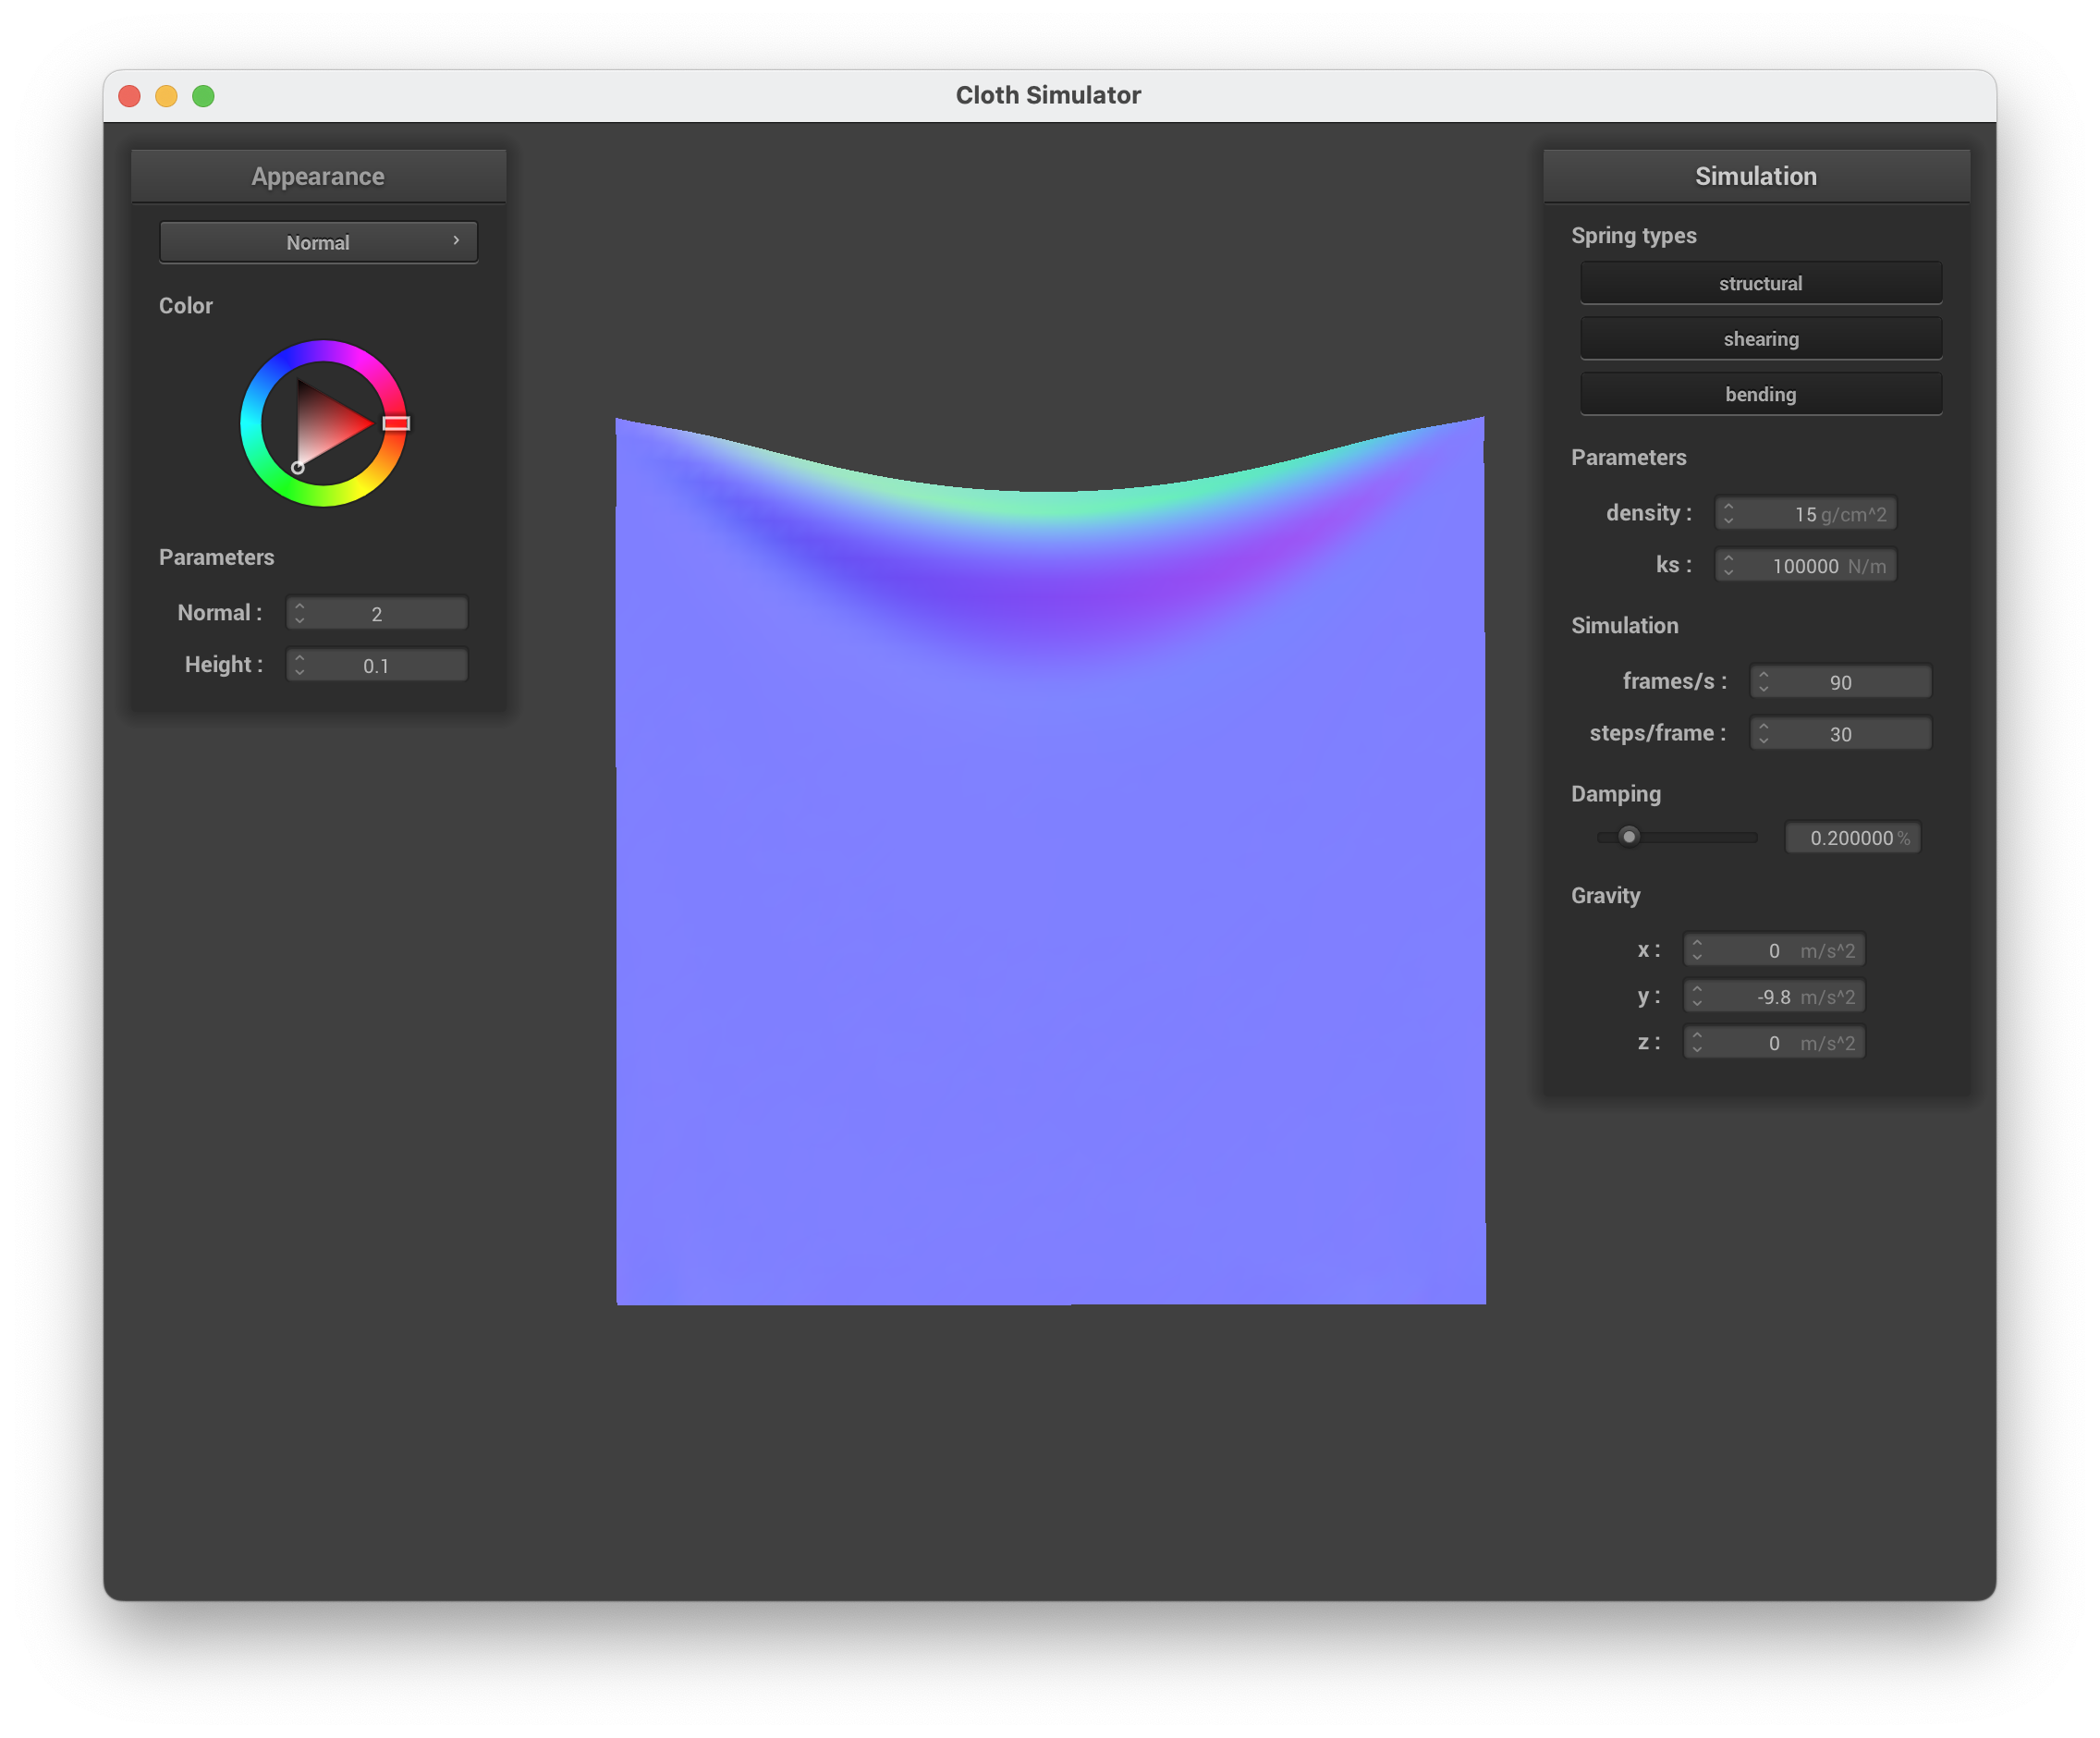 Cloth Simulator
Appearance
Normal
Color
Parameters
Normal : 2
Height : 0.1
Simulation
Spring types
structural
shearing
bending
Parameters
density : 15 g/cm^2
ks : 100000 N/m
Simulation
frames/s : 90
steps/frame : 30
Damping
0.200000 %
Gravity
x : 0 m/s^2
y : -9.8 m/s^2
z : 0 m/s^2